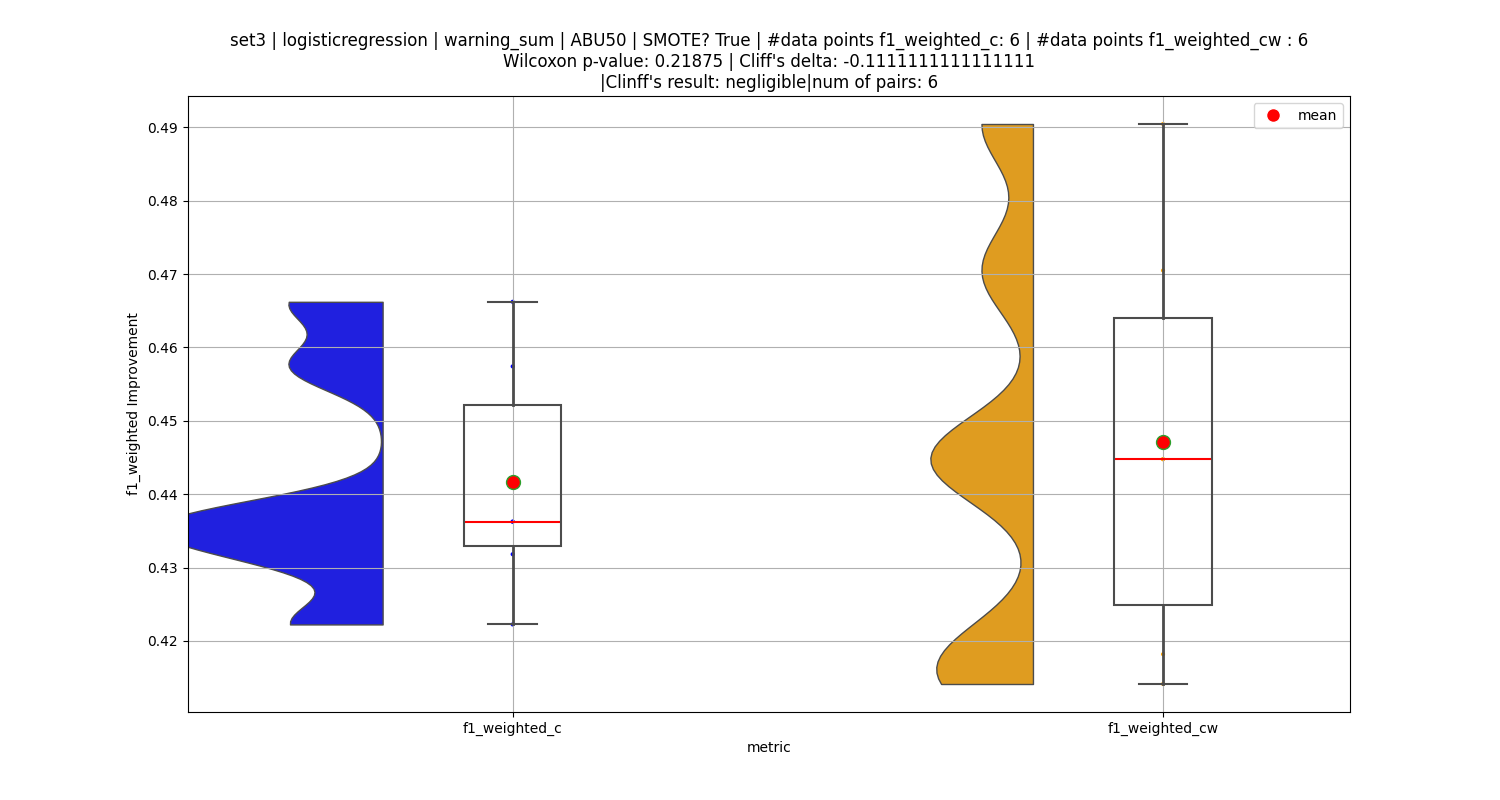 set3 | logisticregression | warning_sum | ABU50 | SMOTE? True | #data points f1_weighted_c: 6 | #data points f1_weighted_cw : 6
Wilcoxon p-value: 0.21875 | Cliff's delta: -0.1111111111111111
|Clinff's result: negligible|num of pairs: 6
mean
0.49
0.48
0.47
0.46
0.45
0.44
0.43
0.42
f1_weighted Improvement
f1_weighted_c
f1_weighted_cw
metric